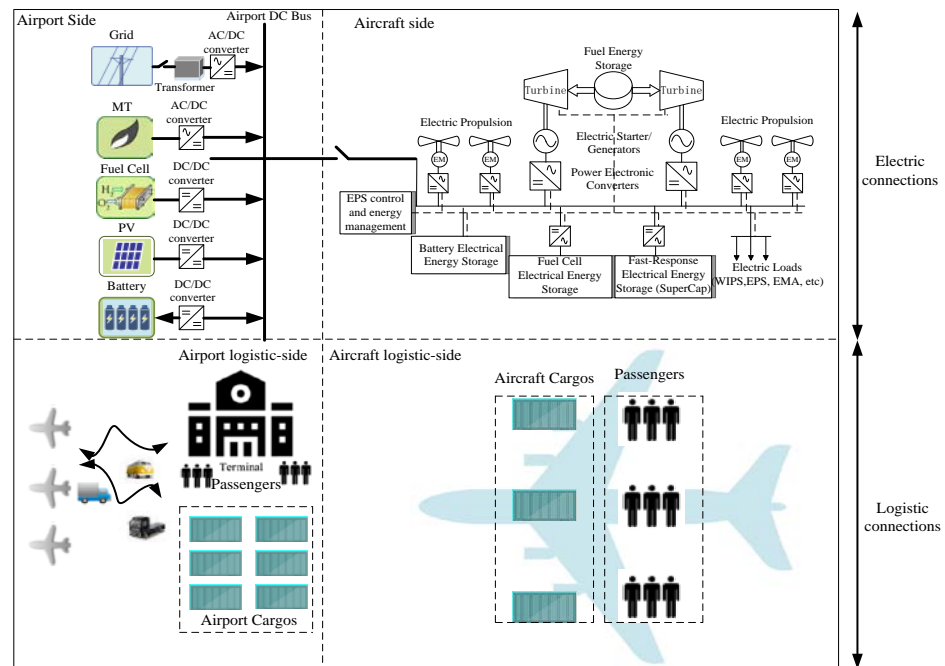 Airport Side
Airport DC Bus
Grid
AC/DC
converter
Transformer
MT
AC/DC
converter
Fuel Cell
DC/DC
converter
H
O2
PV
DC/DC
converter
Battery
DC/DC
converter
Aircraft side
Fuel Energy
Storage
Turbine
Turbine
Electric Propulsion
Electric Propulsion
Electric Starter/
Generators
EM
EM
EM
EM
Power Electronic
Converters
EPS control
and energy
management
Battery Electrical
Energy Storage
Fuel Cell
Electrical Energy
Storage
Fast-Response
Electrical Energy
Storage (SuperCap)
Electric Loads
(WIPS,EPS, EMA, etc)
Electric
connections
Airport logistic-side
Terminal
Passengers
Airport Cargos
Aircraft logistic-side
Aircraft Cargos
Passengers
Logistic
connections